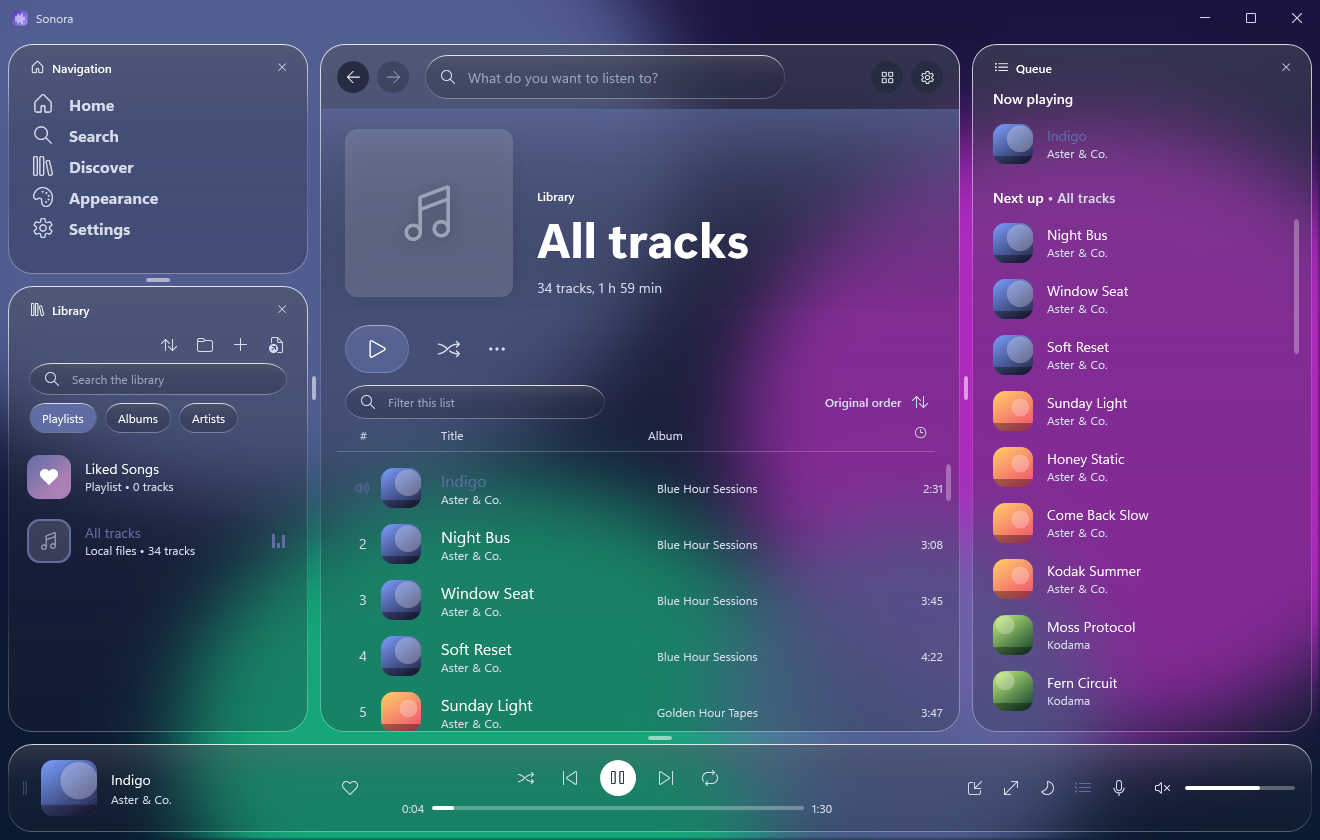 Sonora
Navigation
Home
Search
Discover
Appearance
Settings
Library
Search the library
Playlists
Albums
Artists
Liked Songs
Playlist • 0 tracks
All tracks
Local files • 34 tracks
What do you want to listen to?
Library
All tracks
34 tracks, 1 h 59 min
Filter this list
Original order
# Title Album
Indigo
Aster & Co.
Blue Hour Sessions
2:31
2
Night Bus
Aster & Co.
Blue Hour Sessions
3:08
3
Window Seat
Aster & Co.
Blue Hour Sessions
3:45
4
Soft Reset
Aster & Co.
Blue Hour Sessions
4:22
5
Sunday Light
Aster & Co.
Golden Hour Tapes
3:47
Queue
Now playing
Indigo
Aster & Co.
Next up • All tracks
Night Bus
Aster & Co.
Window Seat
Aster & Co.
Soft Reset
Aster & Co.
Sunday Light
Aster & Co.
Honey Static
Aster & Co.
Come Back Slow
Aster & Co.
Kodak Summer
Aster & Co.
Moss Protocol
Kodama
Fern Circuit
Kodama
Indigo
Aster & Co.
0:04
1:30